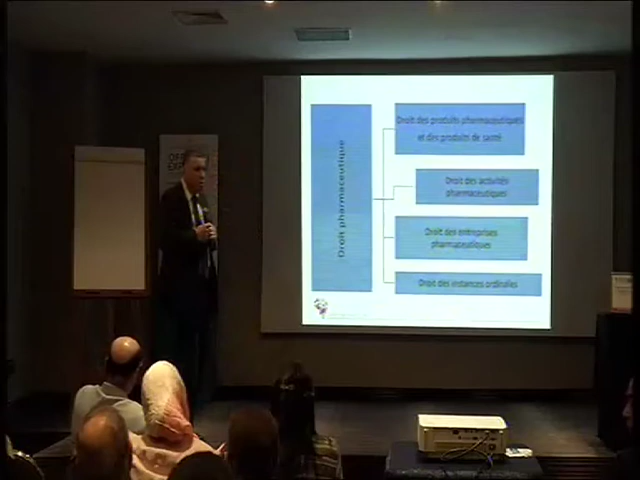 Droit pharmaceutique
Droit des produits pharmaceutiques
et des produits de santé
Droit des activités
pharmaceutiques
Droit des entreprises
pharmaceutiques
Droit des instances ordinales